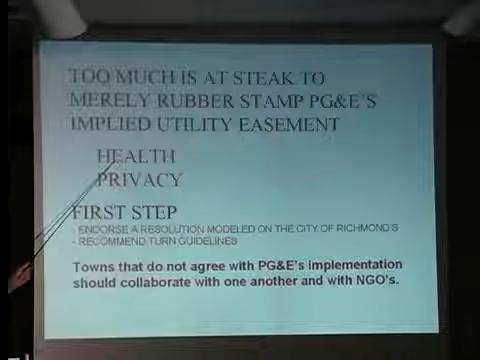 TOO MUCH IS AT STEAK TO
MERELY RUBBER STAMP PG&E'S
IMPLIED UTILITY EASEMENT
HEALTH
PRIVACY
FIRST STEP
- ENDORSE A RESOLUTION MODELED ON THE CITY OF RICHMOND'S
- RECOMMEND TURN GUIDELINES
Towns that do not agree with PG&E's implementation
should collaborate with one another and with NGO's.